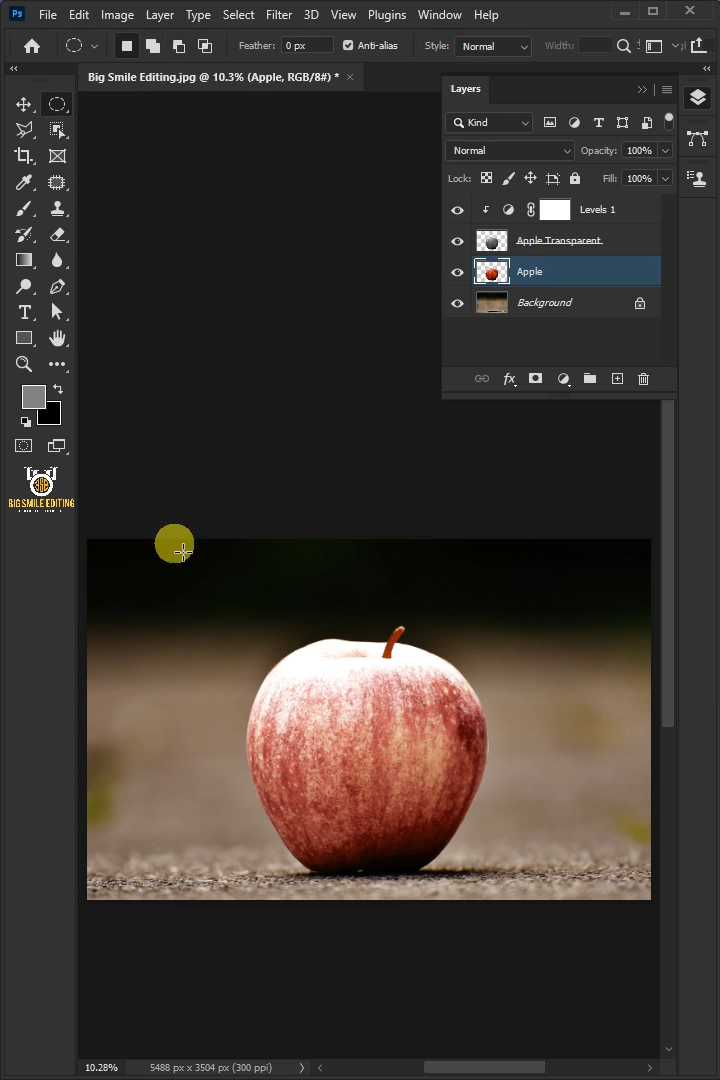 Ps File Edit Image Layer Type Select Filter 3D View Plugins Window Help
Feather: 0 px Anti-alias Style: Normal Width:
Big Smile Editing.jpg @ 10.3% (Apple, RGB/8#) * ×
Layers
Kind
Normal Opacity: 100%
Lock: Fill: 100%
Levels 1
Apple Transparent
Apple
Background
BSE
BIG SMILE EDITING
10.28% 5488 px x 3504 px (300 ppi)